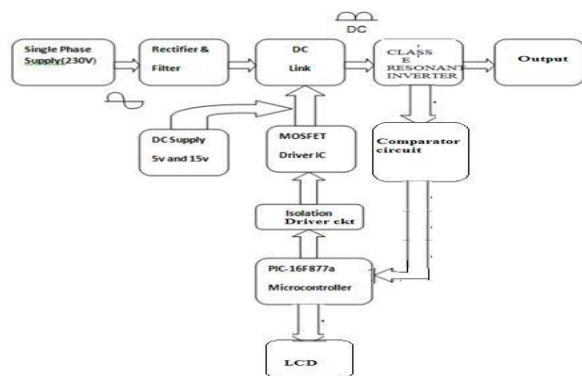 DC
Single Phase
Supply(230V)
Rectifier &
Filter
DC
Link
CLASS
E
RESONANT
INVERTER
Output
DC Supply
5v and 15v
MOSFET
Driver IC
Comparator
circuit
Isolation
Driver ckt
PIC-16F877a
Microcontroller
LCD